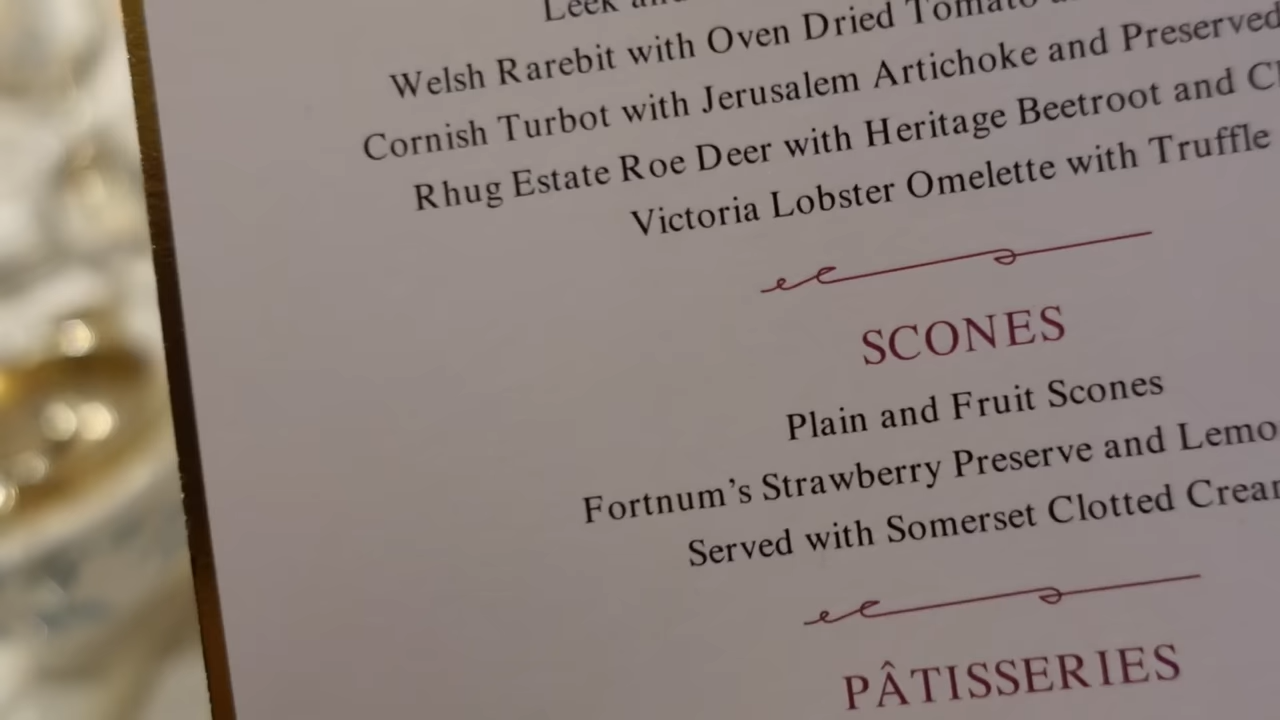 Leek
Welsh Rarebit with Oven Dried Tomato
Cornish Turbot with Jerusalem Artichoke and Preserved
Rhug Estate Roe Deer with Heritage Beetroot and
Victoria Lobster Omelette with Truffle
SCONES
Plain and Fruit Scones
Fortnum's Strawberry Preserve and
Served with Somerset Clotted
PÂTISSERIES